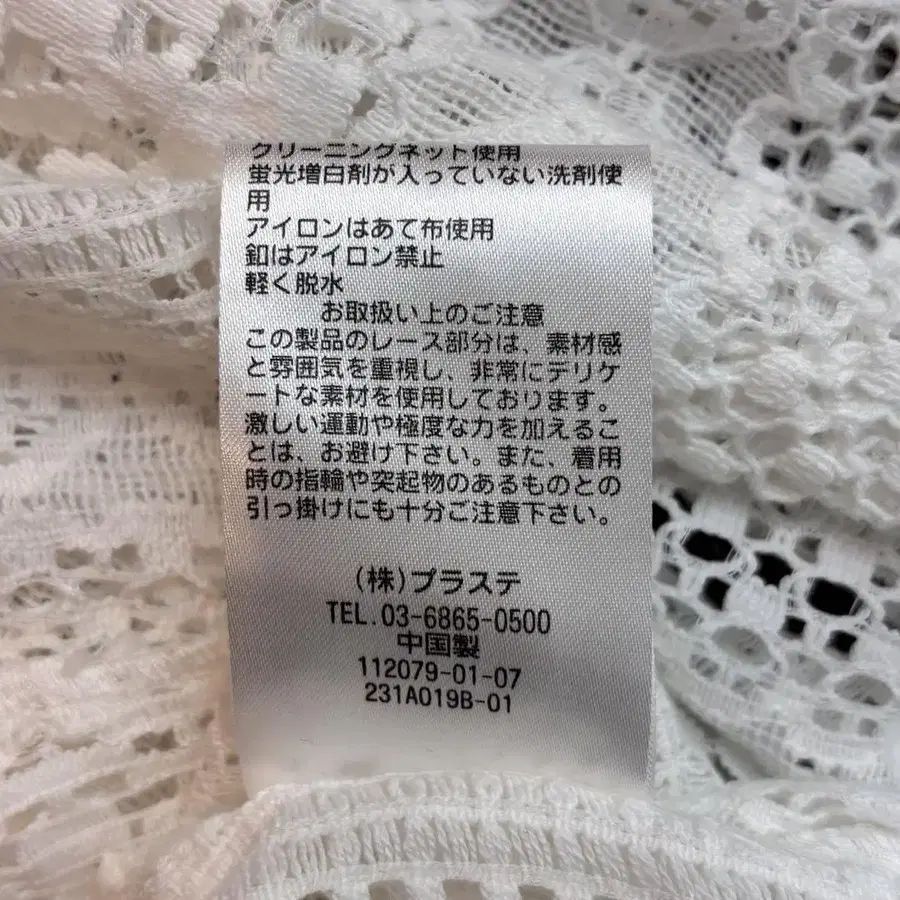 クリーニングネット使用
蛍光増白剤が入っていない洗剤使
用
アイロンはあて布使用
釦はアイロン禁止
軽く脱水
お取扱い上のご注意
この製品のレース部分は、素材感
と雰囲気を重視し、非常にデリケ
ートな素材を使用しております。
激しい運動や極度な力を加えるこ
とは、お避け下さい。また、着用
時の指輪や突起物のあるものとの
引っ掛けにも十分ご注意下さい。
(株)プラステ
TEL.03-6865-0500
中国製
112079-01-07
231A019B-01